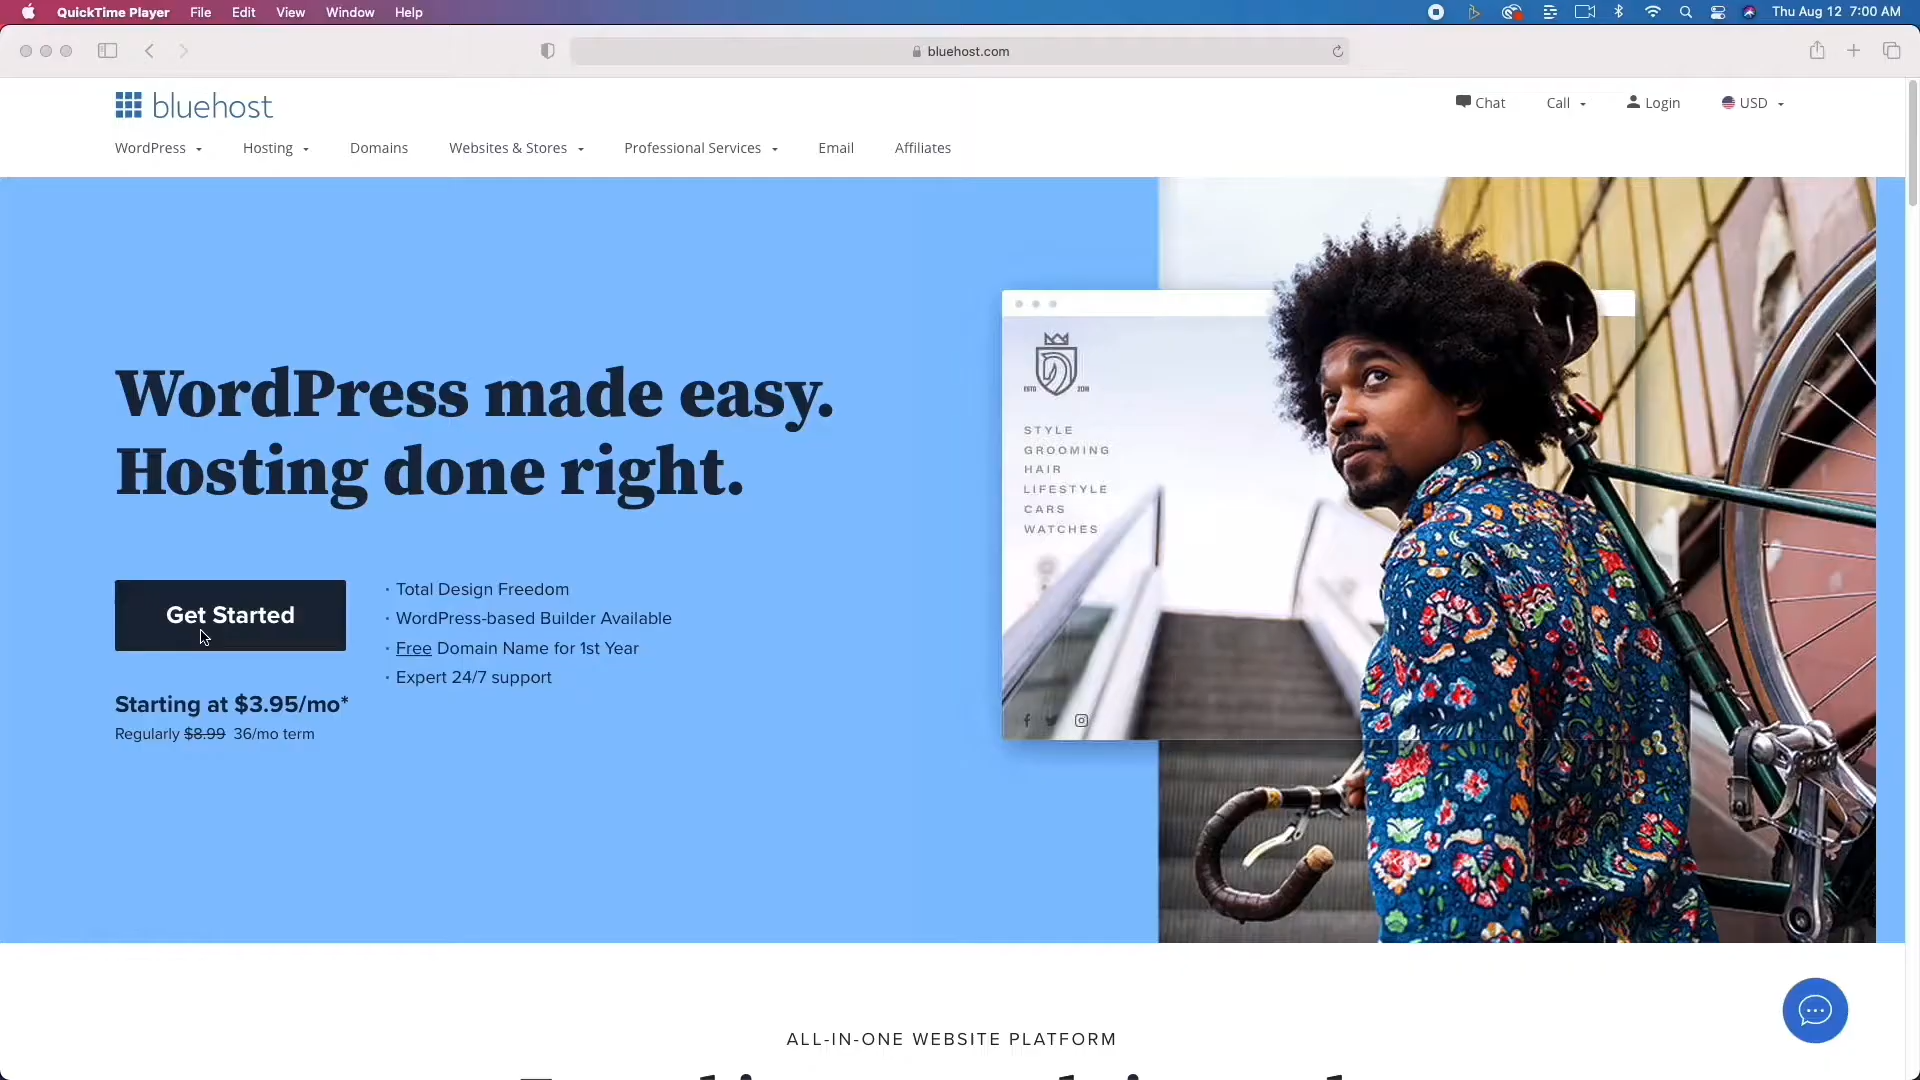 QuickTime Player File Edit View Window Help
Thu Aug 12 7:00 AM
bluehost.com
bluehost
Chat Call Login USD
WordPress Hosting Domains Websites & Stores Professional Services Email Affiliates
WordPress made easy.
Hosting done right.
Get Started
· Total Design Freedom
· WordPress-based Builder Available
· Free Domain Name for 1st Year
· Expert 24/7 support
Starting at $3.95/mo*
Regularly $8.99 36/mo term
ESTD 2018
STYLE
GROOMING
HAIR
LIFESTYLE
CARS
WATCHES
ALL-IN-ONE WEBSITE PLATFORM